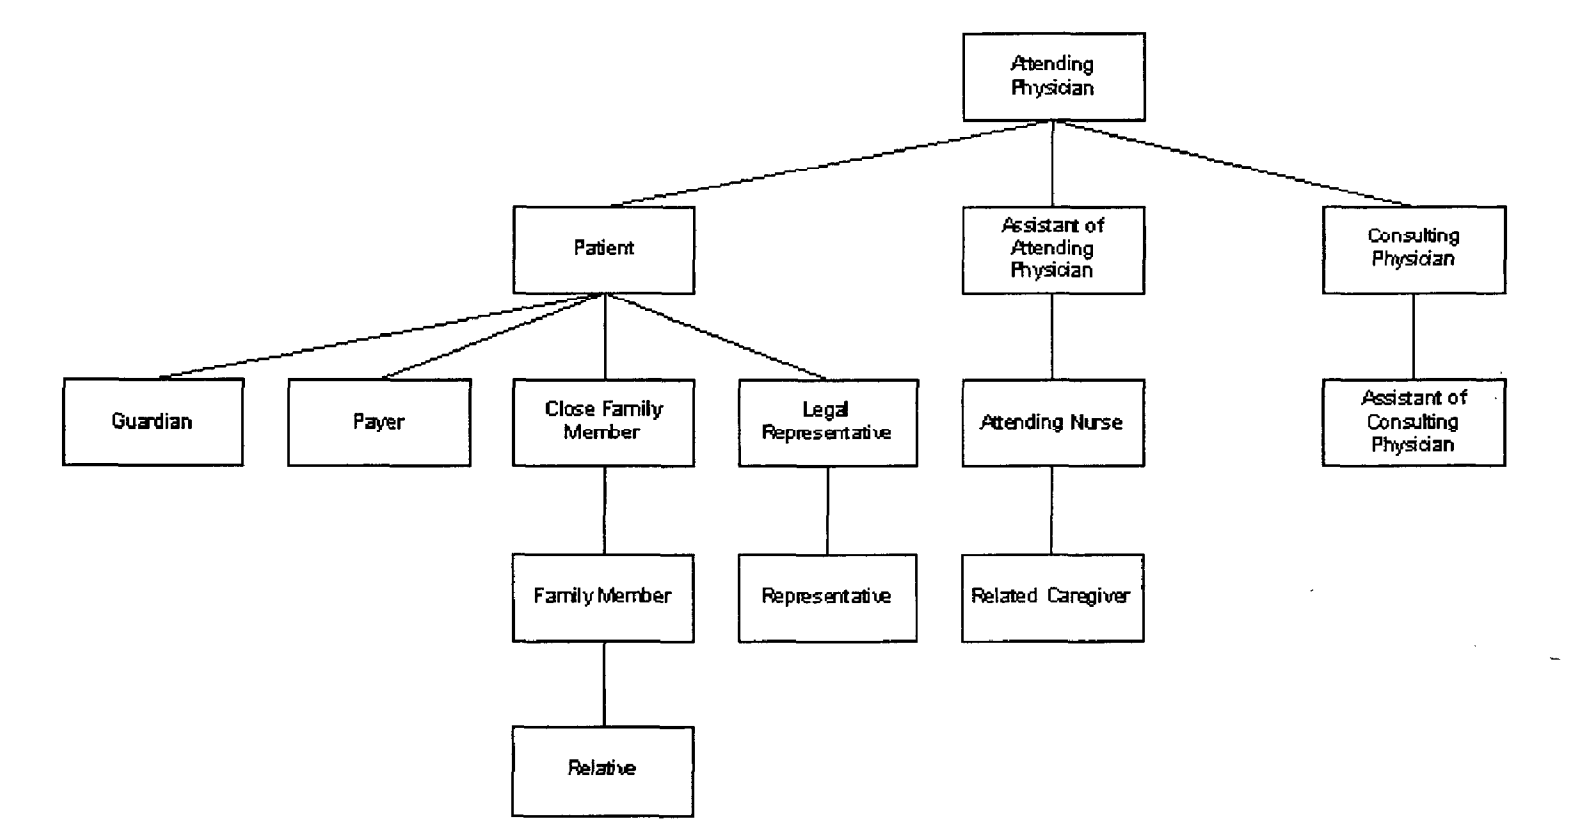 Attending
Physician
Patient
Assistant of
Attending
Physician
Consulting
Physician
Guardian
Payer
Close Family
Member
Legal
Representative
Attending Nurse
Assistant of
Consulting
Physician
Family Member
Representative
Related Caregiver
Relative